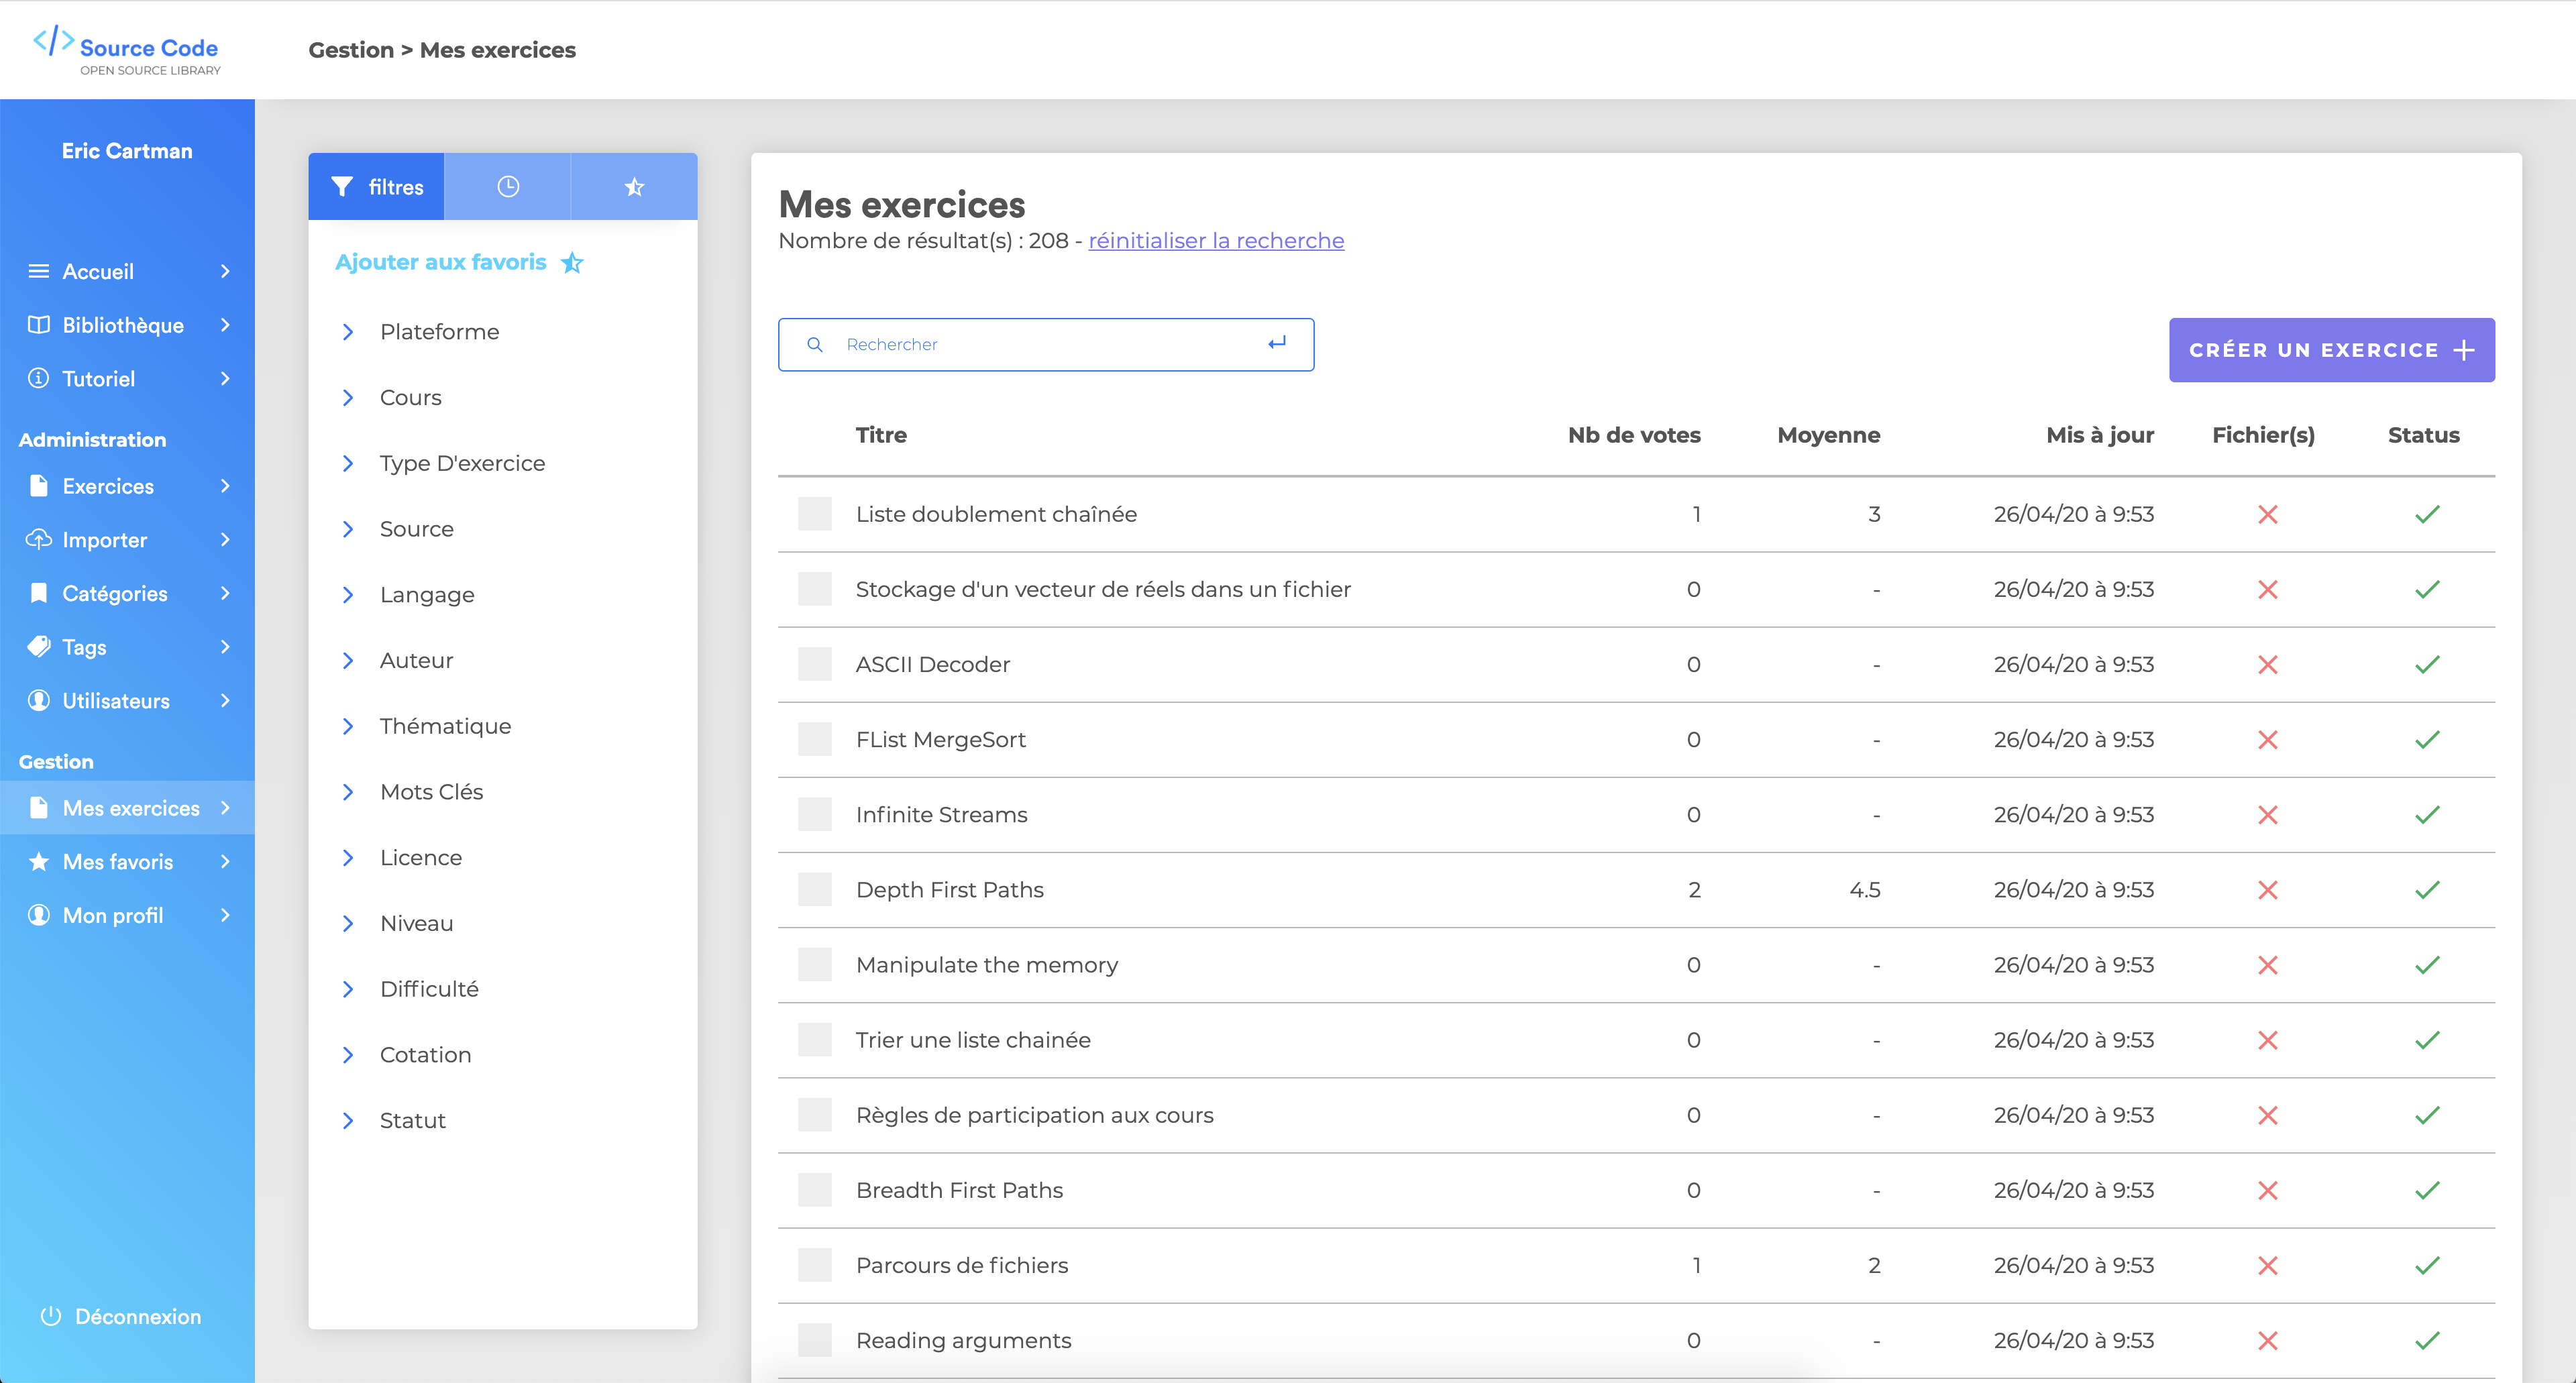 </> Source Code
OPEN SOURCE LIBRARY
Gestion > Mes exercices
Eric Cartman
Accueil
Bibliothèque
Tutoriel
Administration
Exercices
Importer
Catégories
Tags
Utilisateurs
Gestion
Mes exercices
Mes favoris
Mon profil
Déconnexion
filtres
Ajouter aux favoris
Plateforme
Cours
Type D'exercice
Source
Langage
Auteur
Thématique
Mots Clés
Licence
Niveau
Difficulté
Cotation
Statut
Mes exercices
Nombre de résultat(s) : 208 - réinitialiser la recherche
Rechercher
CRÉER UN EXERCICE
Titre Nb de votes Moyenne Mis à jour Fichier(s) Status
Liste doublement chaînée 1 3 26/04/20 à 9:53
Stockage d'un vecteur de réels dans un fichier 0 - 26/04/20 à 9:53
ASCII Decoder 0 - 26/04/20 à 9:53
FList MergeSort 0 - 26/04/20 à 9:53
Infinite Streams 0 - 26/04/20 à 9:53
Depth First Paths 2 4.5 26/04/20 à 9:53
Manipulate the memory 0 - 26/04/20 à 9:53
Trier une liste chainée 0 - 26/04/20 à 9:53
Règles de participation aux cours 0 - 26/04/20 à 9:53
Breadth First Paths 0 - 26/04/20 à 9:53
Parcours de fichiers 1 2 26/04/20 à 9:53
Reading arguments 0 - 26/04/20 à 9:53